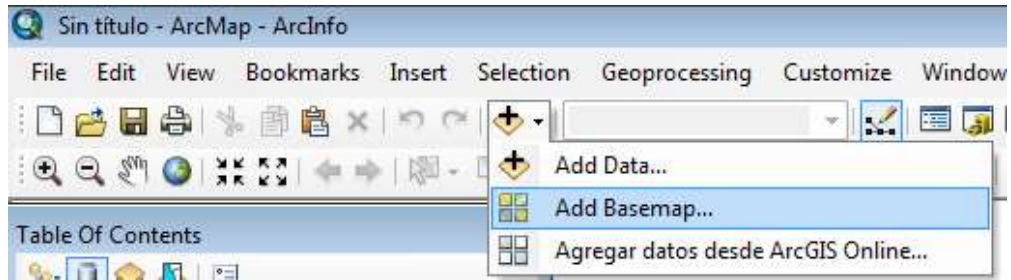 Sin título - ArcMap - ArcInfo
File Edit View Bookmarks Insert Selection Geoprocessing Customize Window
Add Data...
Add Basemap...
Table Of Contents
Agregar datos desde ArcGIS Online...